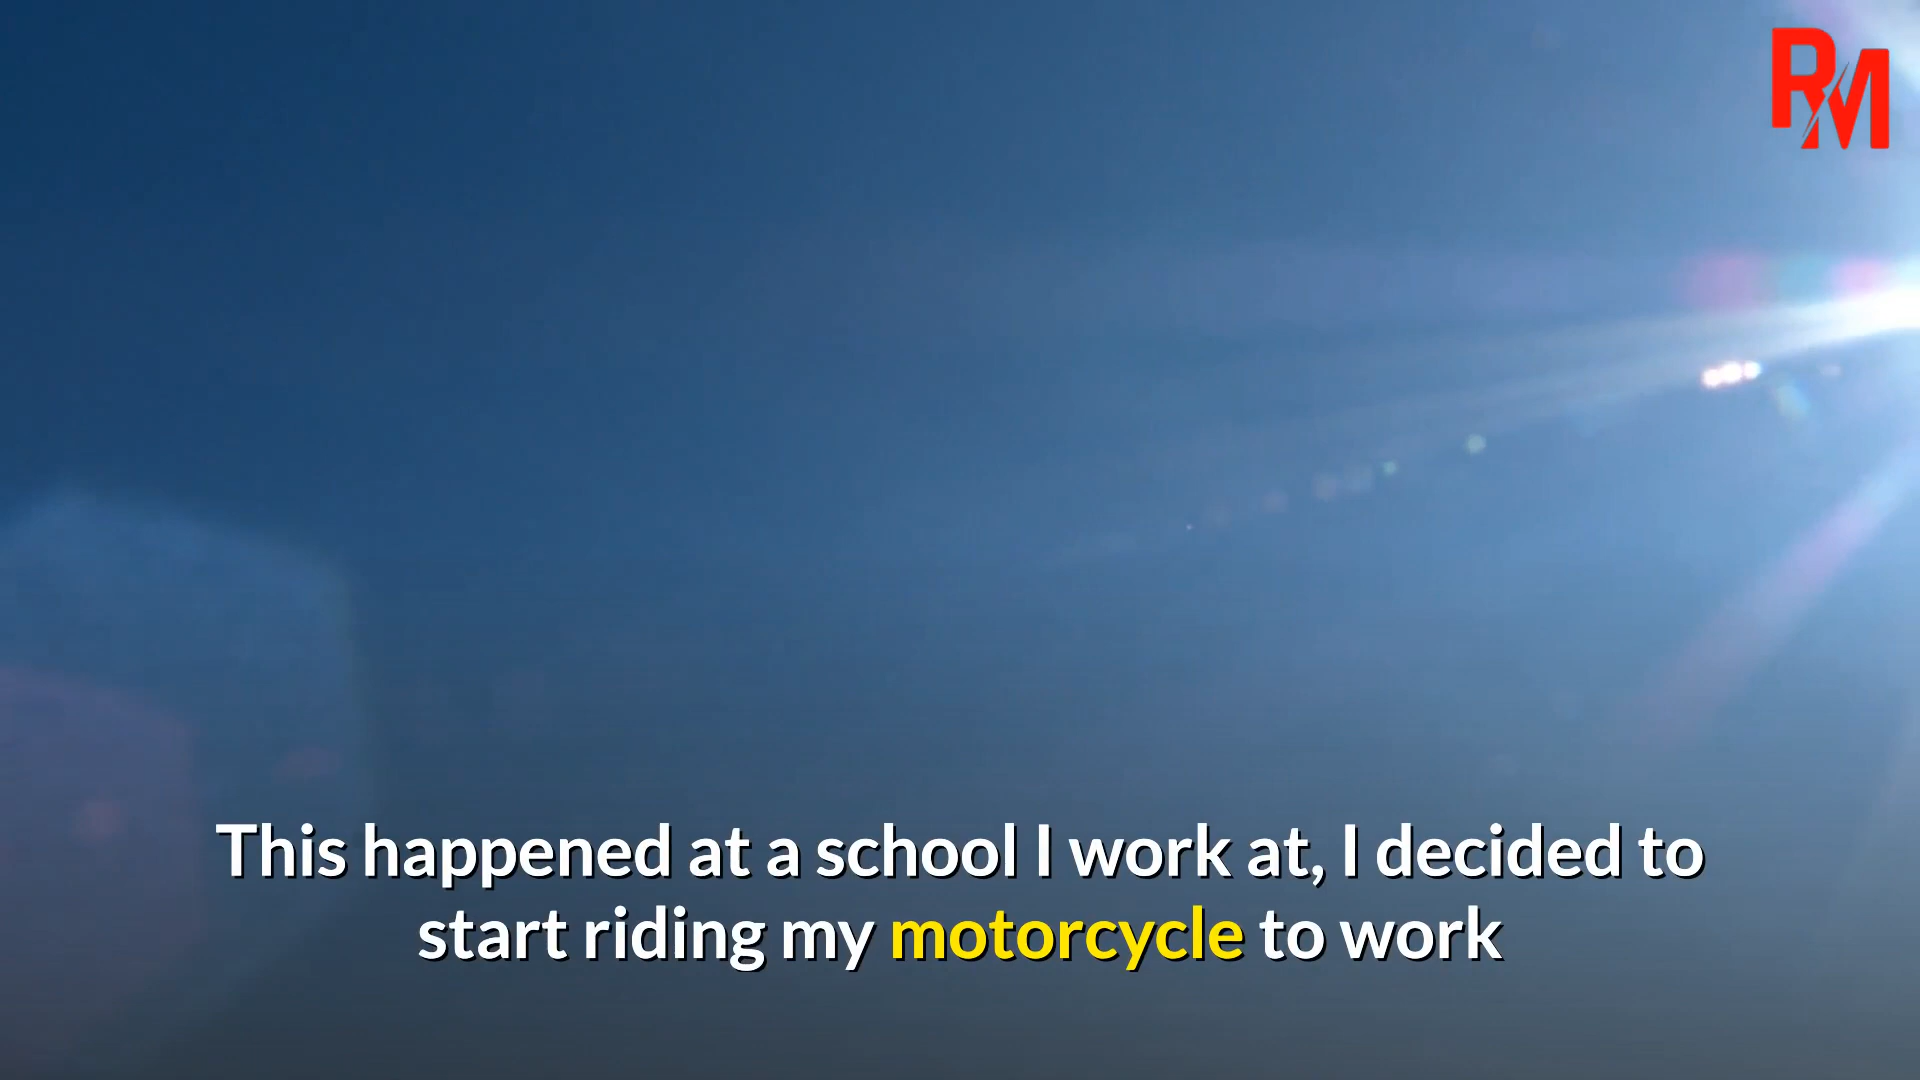 RM
This happened at a school I work at, I decided to
start riding my motorcycle to work